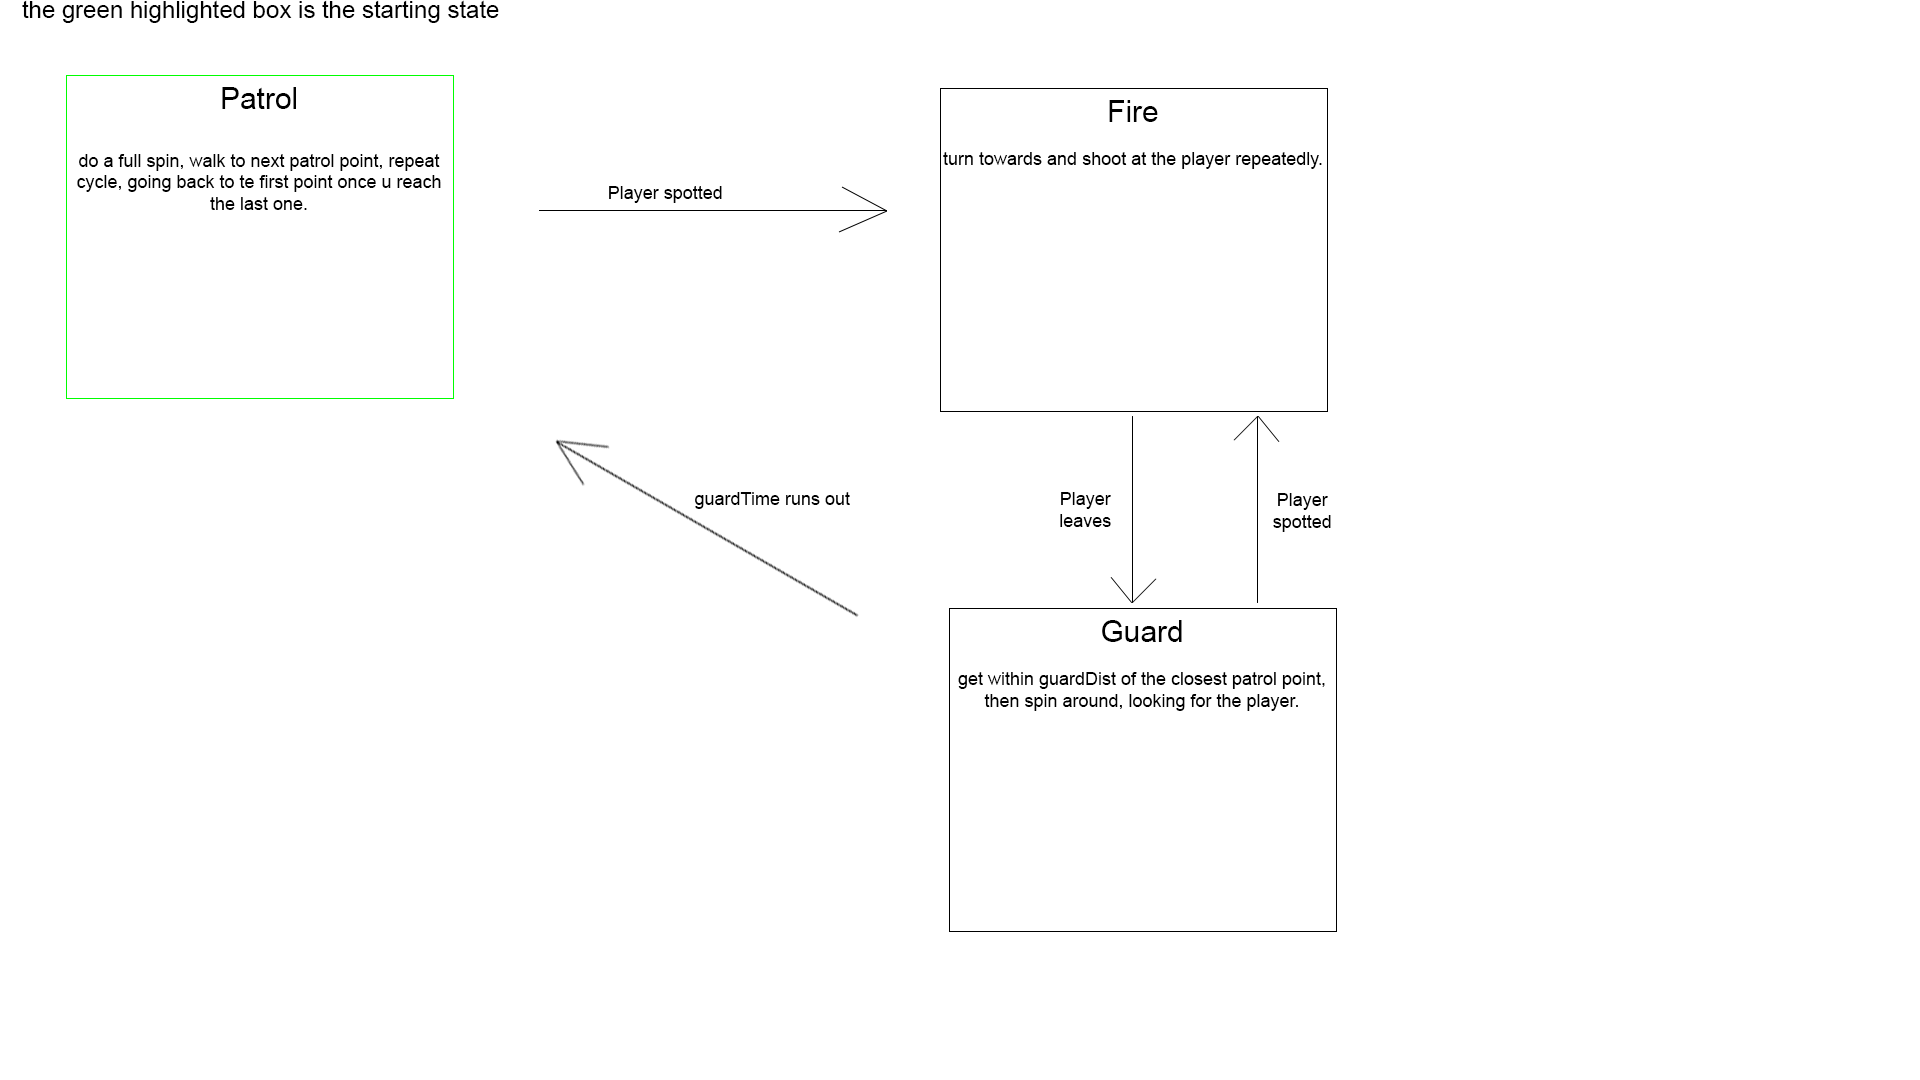 the green highlighted box is the starting state
Patrol
do a full spin, walk to next patrol point, repeat
cycle, going back to te first point once u reach
the last one.
Player spotted
Fire
turn towards and shoot at the player repeatedly.
guardTime runs out
Player
leaves
Player
spotted
Guard
get within guardDist of the closest patrol point,
then spin around, looking for the player.